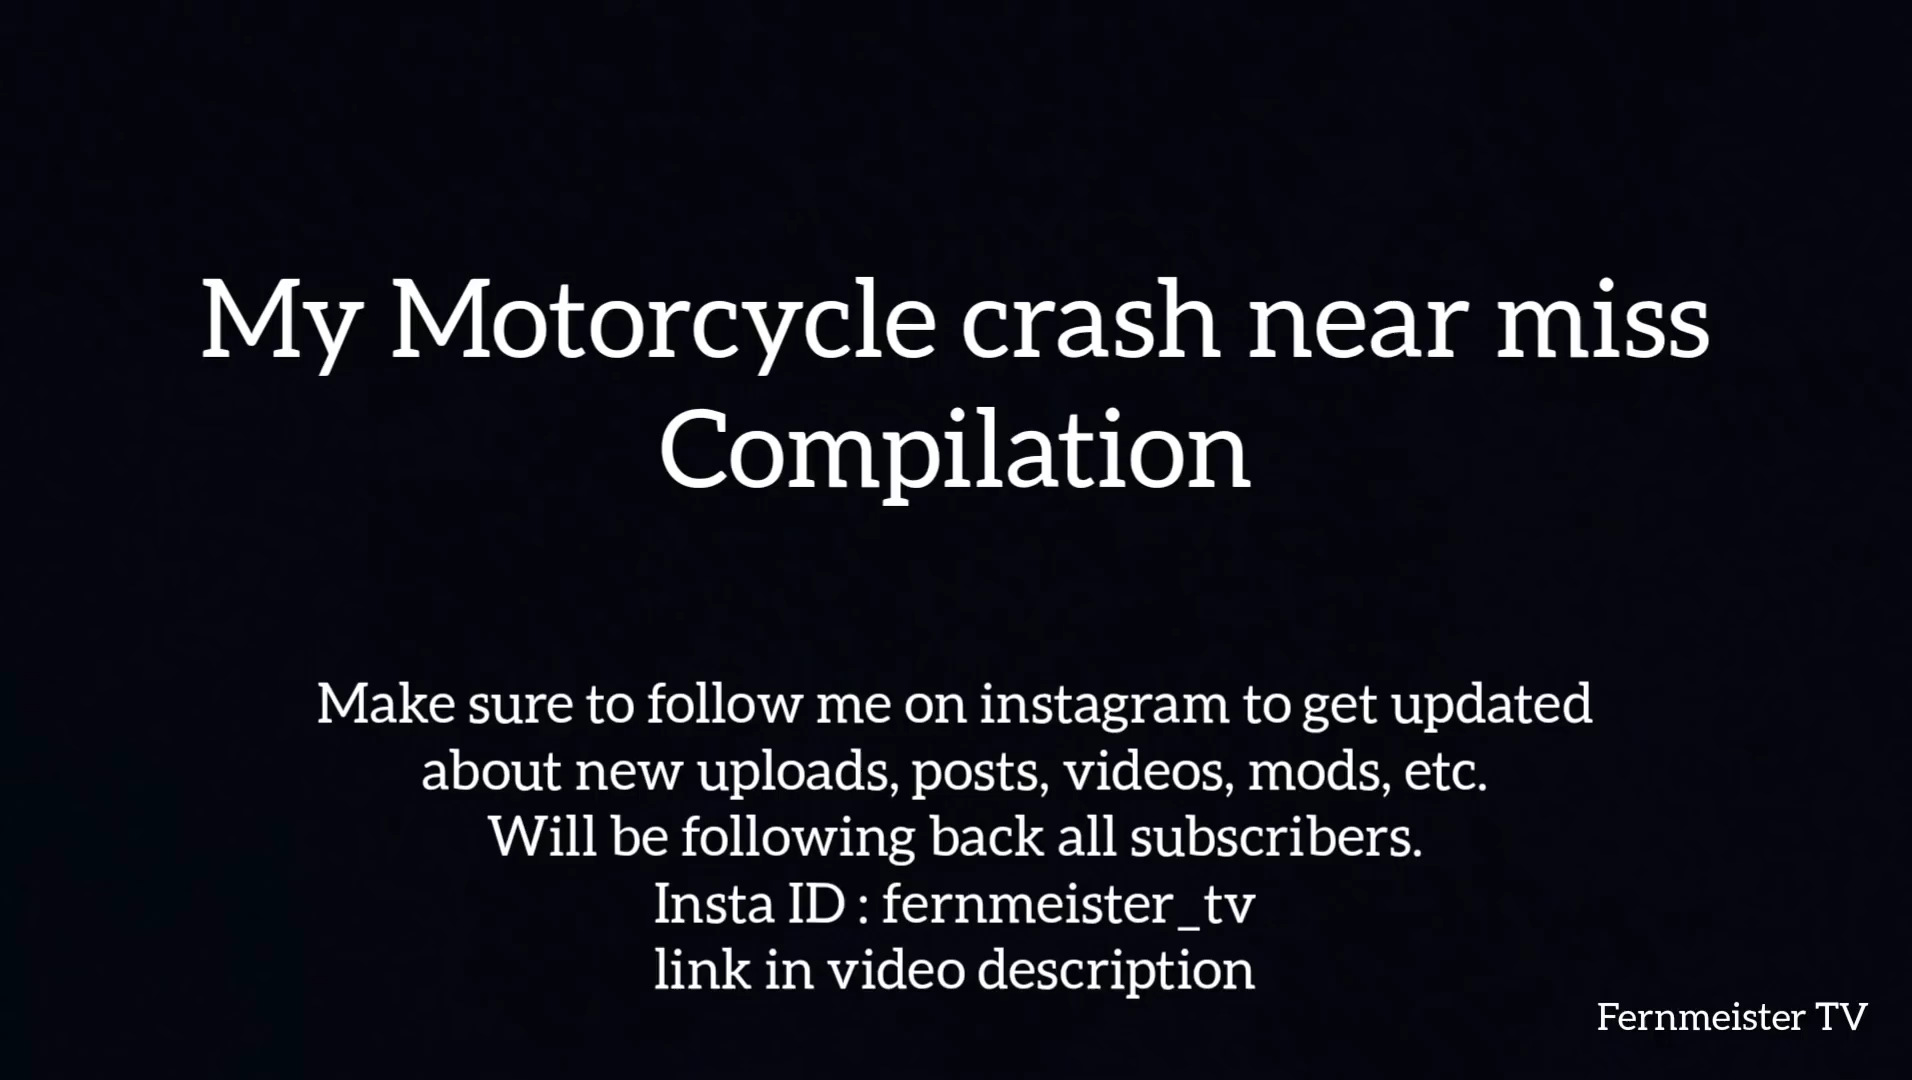 My Motorcycle crash near miss
Compilation
Make sure to follow me on instagram to get updated
about new uploads, posts, videos, mods, etc.
Will be following back all subscribers.
Insta ID : fernmeister_tv
link in video description
Fernmeister TV